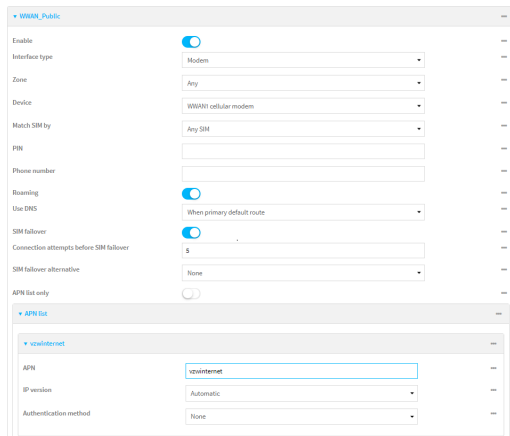 WWAN_Public
Enable
Interface type
Modem
Zone
Any
Device
WWAN1 cellular modem
Match SIM by
Any SIM
PIN
Phone number
Roaming
Use DNS
When primary default route
SIM failover
Connection attempts before SIM failover
5
SIM failover alternative
None
APN list only
APN list
vzwinternet
APN
vzwinternet
IP version
Automatic
Authentication method
None